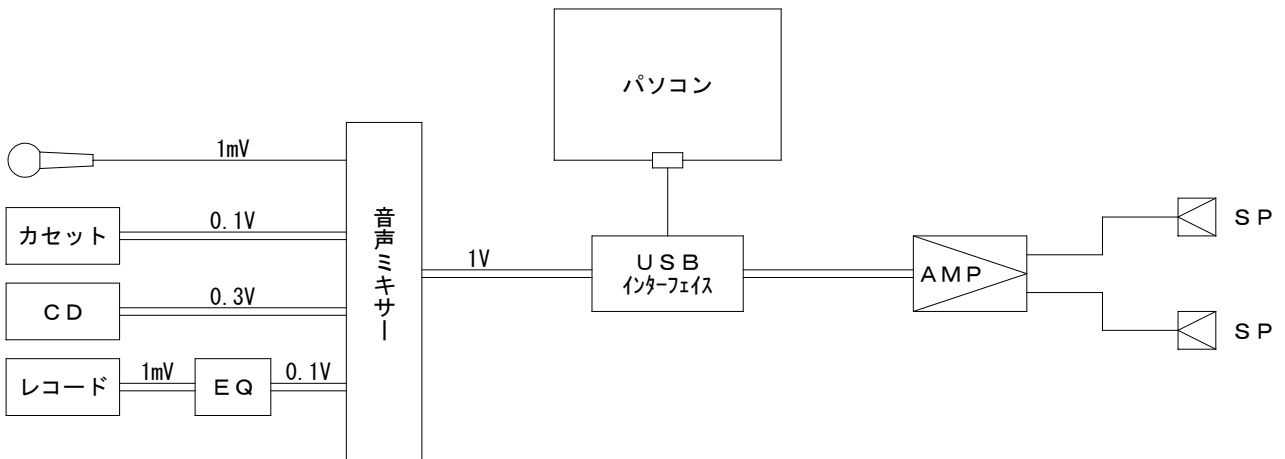 パソコン
1mV
カセット
0.1V
CD
0.3V
レコード
1mV
EQ
0.1V
音声ミキサー
1V
USB
インターフェイス
AMP
SP
SP